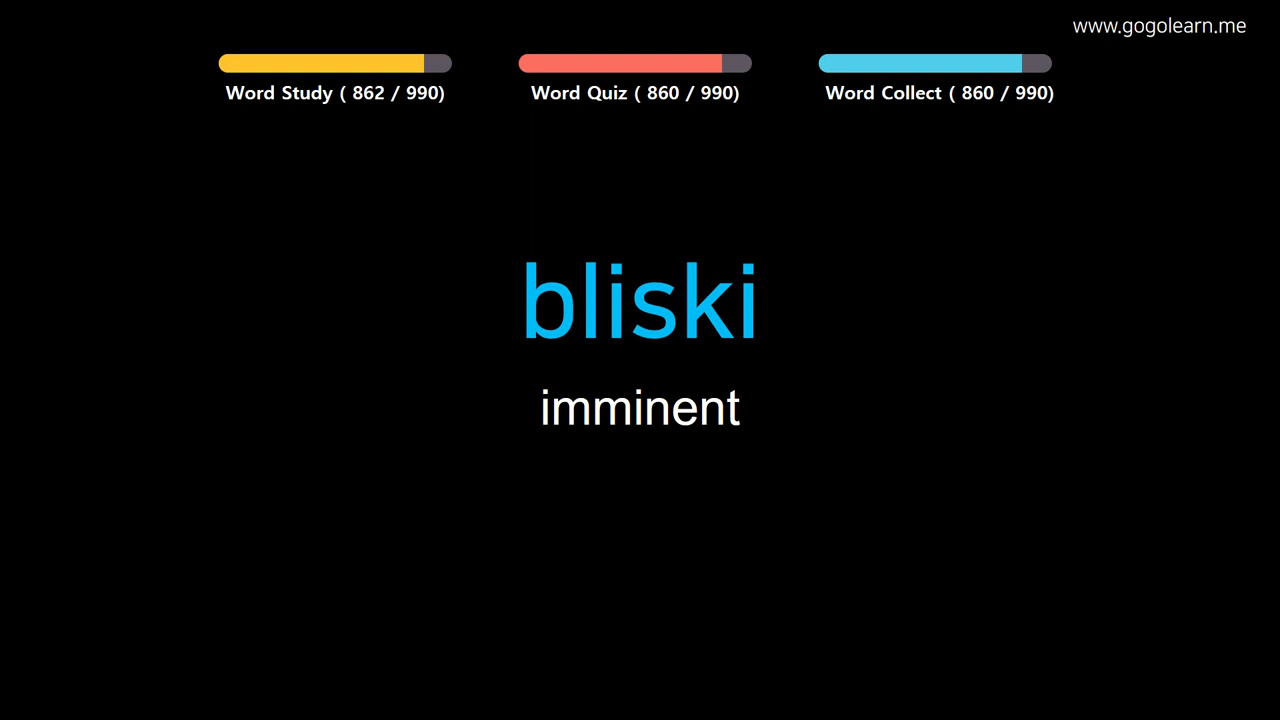 www.gogolearn.me
Word Study ( 862 / 990)
Word Quiz ( 860 / 990)
Word Collect ( 860 / 990)
bliski
imminent